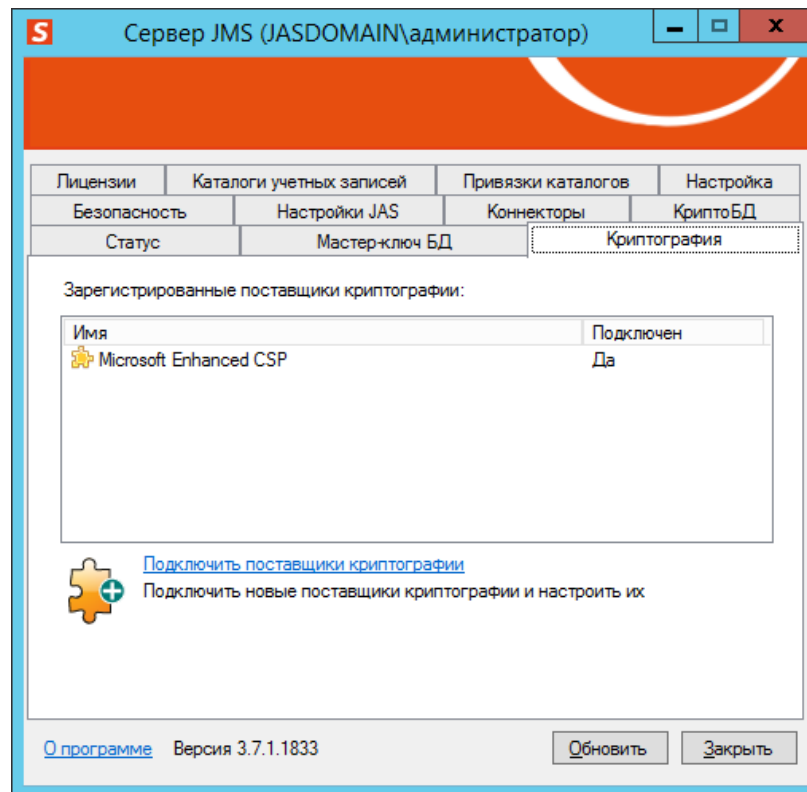 S Сервер JMS (JASDOMAIN\администратор)
Лицензии Каталоги учетных записей Привязки каталогов Настройка
Безопасность Настройки JAS Коннекторы КриптоБД
Статус Мастер-ключ БД Криптография
Зарегистрированные поставщики криптографии:
Имя Подключен
Microsoft Enhanced CSP Да
Подключить поставщики криптографии
Подключить новые поставщики криптографии и настроить их
О программе Версия 3.7.1.1833 Обновить Закрыть